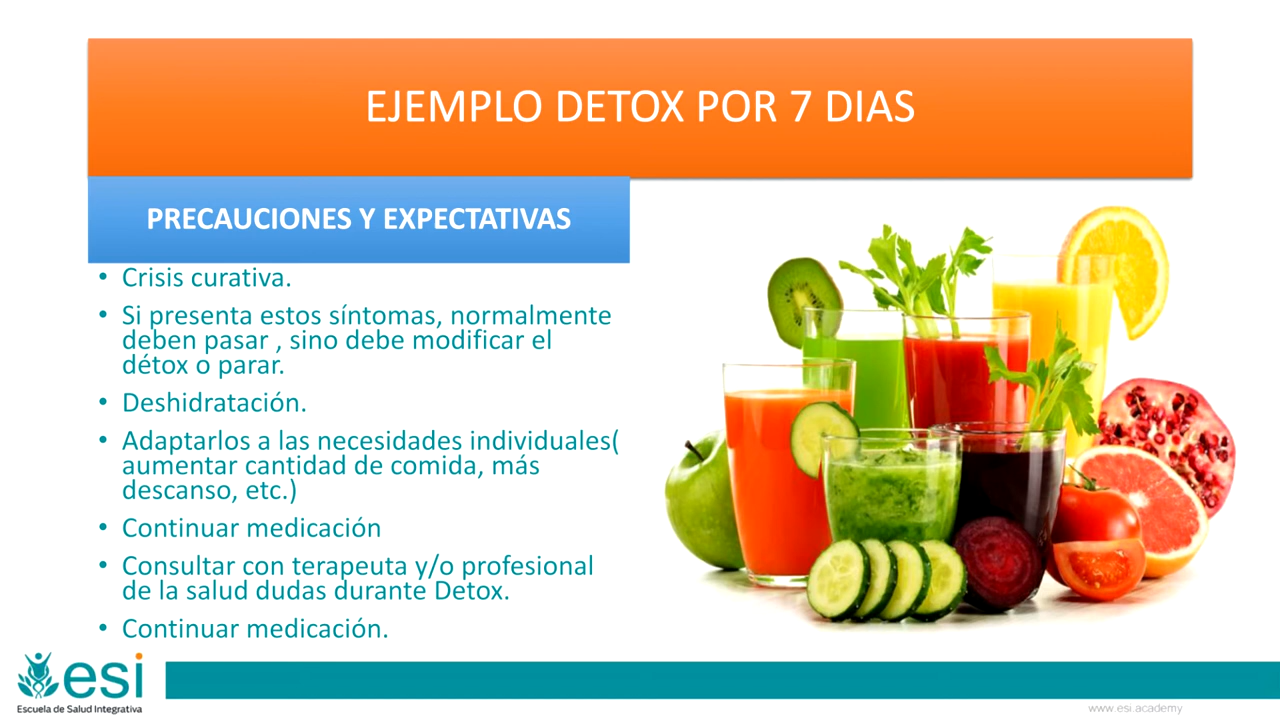 EJEMPLO DETOX POR 7 DIAS
PRECAUCIONES Y EXPECTATIVAS
• Crisis curativa.
• Si presenta estos síntomas, normalmente
deben pasar , sino debe modificar el
détox o parar.
• Deshidratación.
• Adaptarlos a las necesidades individuales(
aumentar cantidad de comida, más
descanso, etc.)
• Continuar medicación
• Consultar con terapeuta y/o profesional
de la salud dudas durante Detox.
• Continuar medicación.
esi
Escuela de Salud Integrativa
www.esi.academy